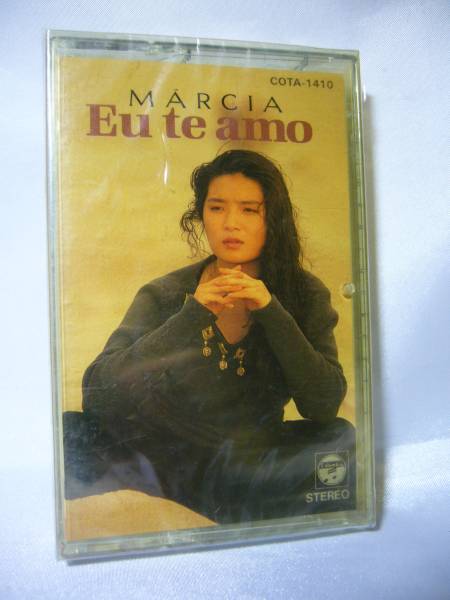 COTA-1410
MÁRCIA
Eu te amo
STEREO